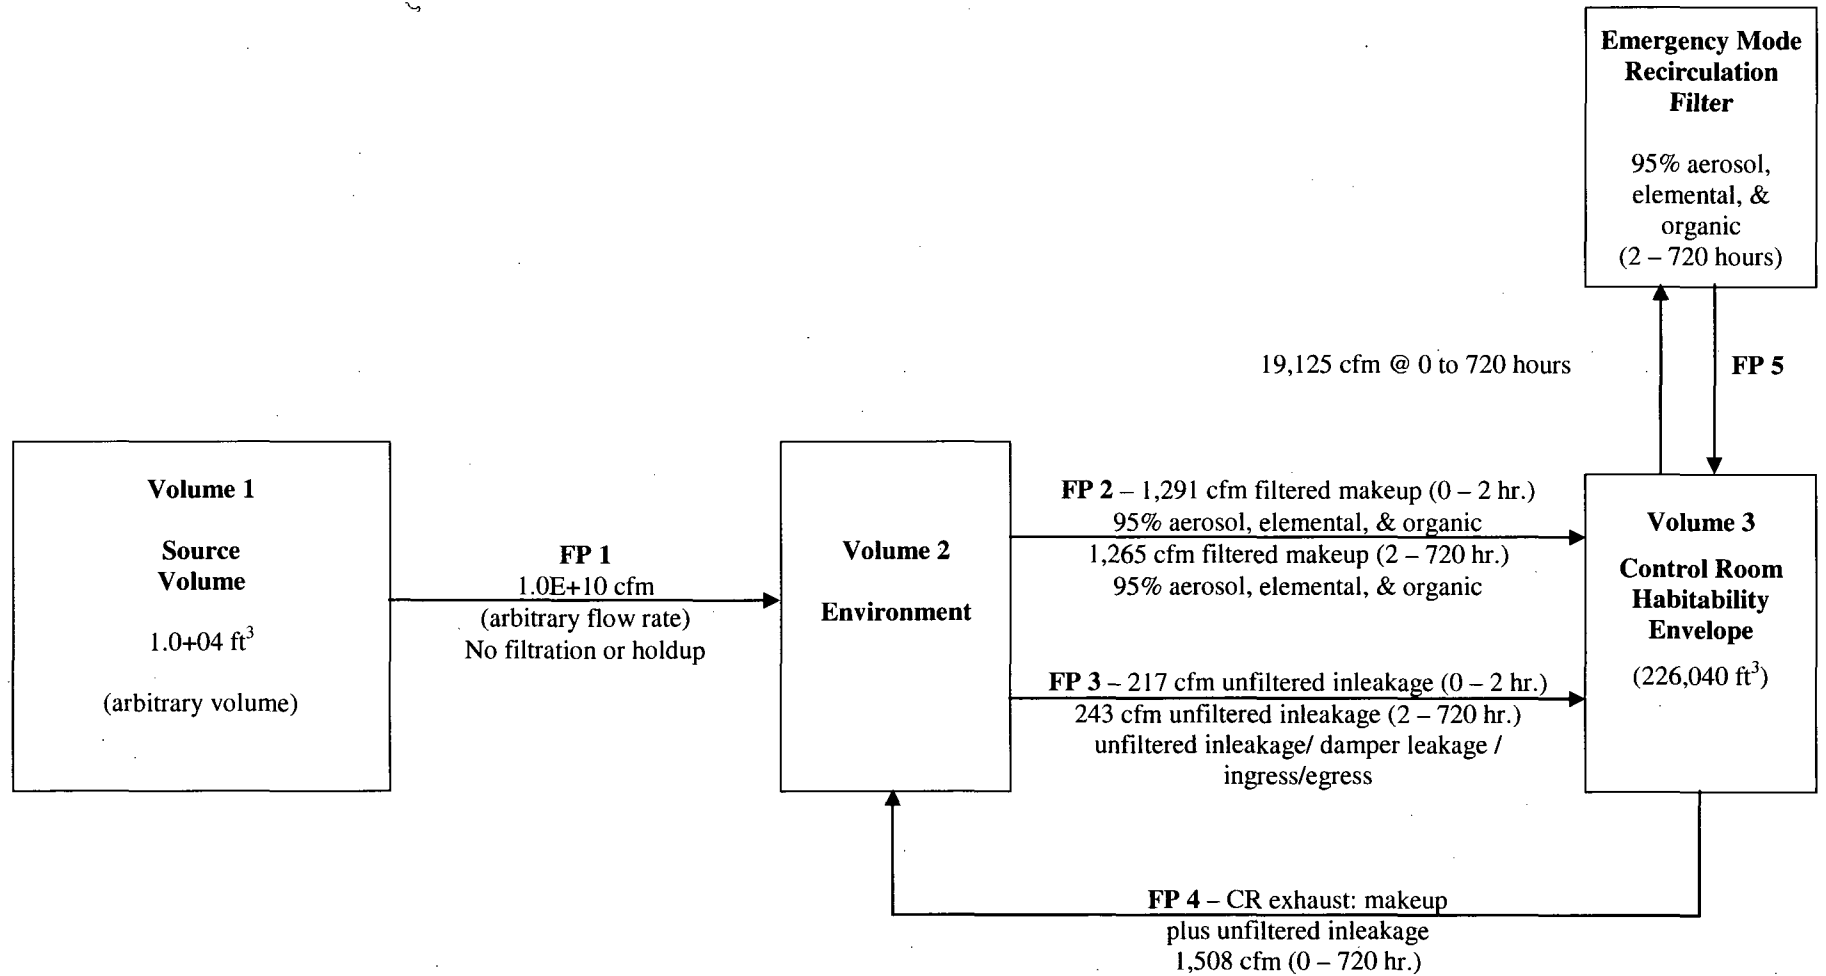 Emergency Mode
Recirculation
Filter
95% aerosol,
elemental, &
organic
(2 – 720 hours)
19,125 cfm @ 0 to 720 hours
FP 5
Volume 1
Source
Volume
1.0+04 ft³
(arbitrary volume)
FP 1
1.0E+10 cfm
(arbitrary flow rate)
No filtration or holdup
Volume 2
Environment
FP 2 – 1,291 cfm filtered makeup (0 – 2 hr.)
95% aerosol, elemental, & organic
1,265 cfm filtered makeup (2 – 720 hr.)
95% aerosol, elemental, & organic
FP 3 – 217 cfm unfiltered inleakage (0 – 2 hr.)
243 cfm unfiltered inleakage (2 – 720 hr.)
unfiltered inleakage/ damper leakage /
ingress/egress
Volume 3
Control Room
Habitability
Envelope
(226,040 ft³)
FP 4 – CR exhaust: makeup
plus unfiltered inleakage
1,508 cfm (0 – 720 hr.)